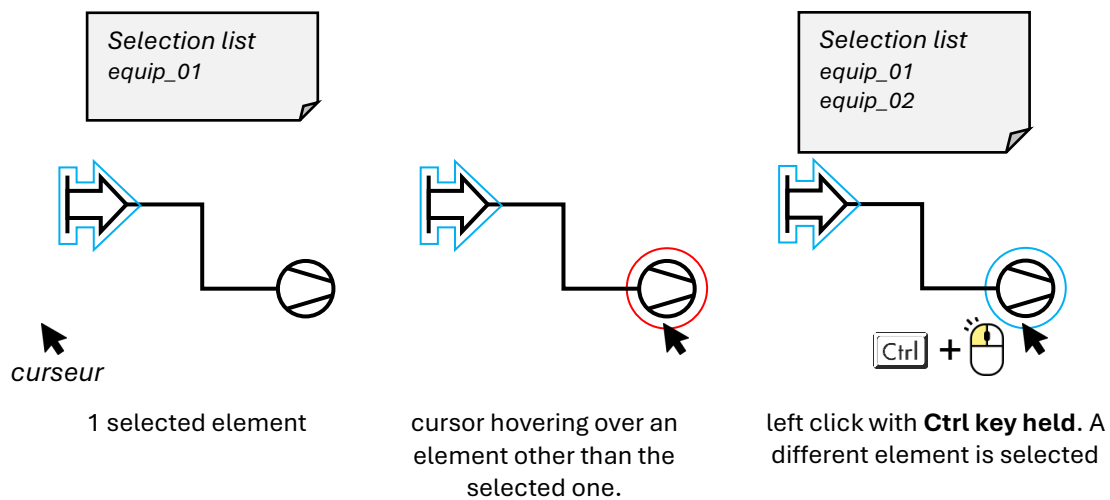 Selection list
equip_01
curseur
1 selected element
cursor hovering over an
element other than the
selected one.
Selection list
equip_01
equip_02
Ctrl +
left click with Ctrl key held. A
different element is selected